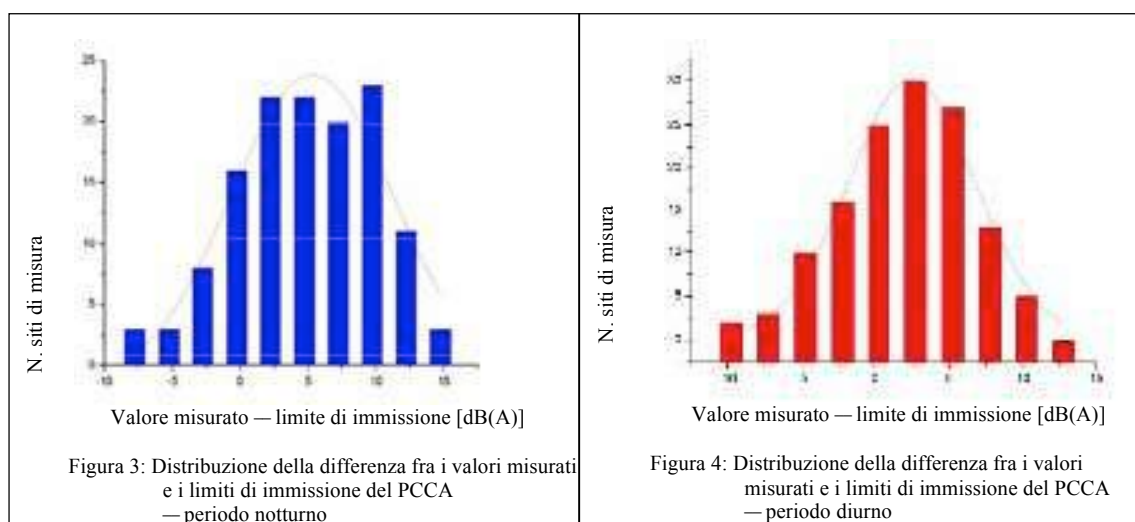 25
20
15
10
5
0
-10
-5
0
5
10
15
N. siti di misura
Valore misurato — limite di immissione [dB(A)]
Figura 3: Distribuzione della differenza fra i valori misurati
e i limiti di immissione del PCCA
— periodo notturno
N. siti di misura
15
Valore misurato — limite di immissione [dB(A)]
Figura 4: Distribuzione della differenza fra i valori
misurati e i limiti di immissione del PCCA
— periodo diurno